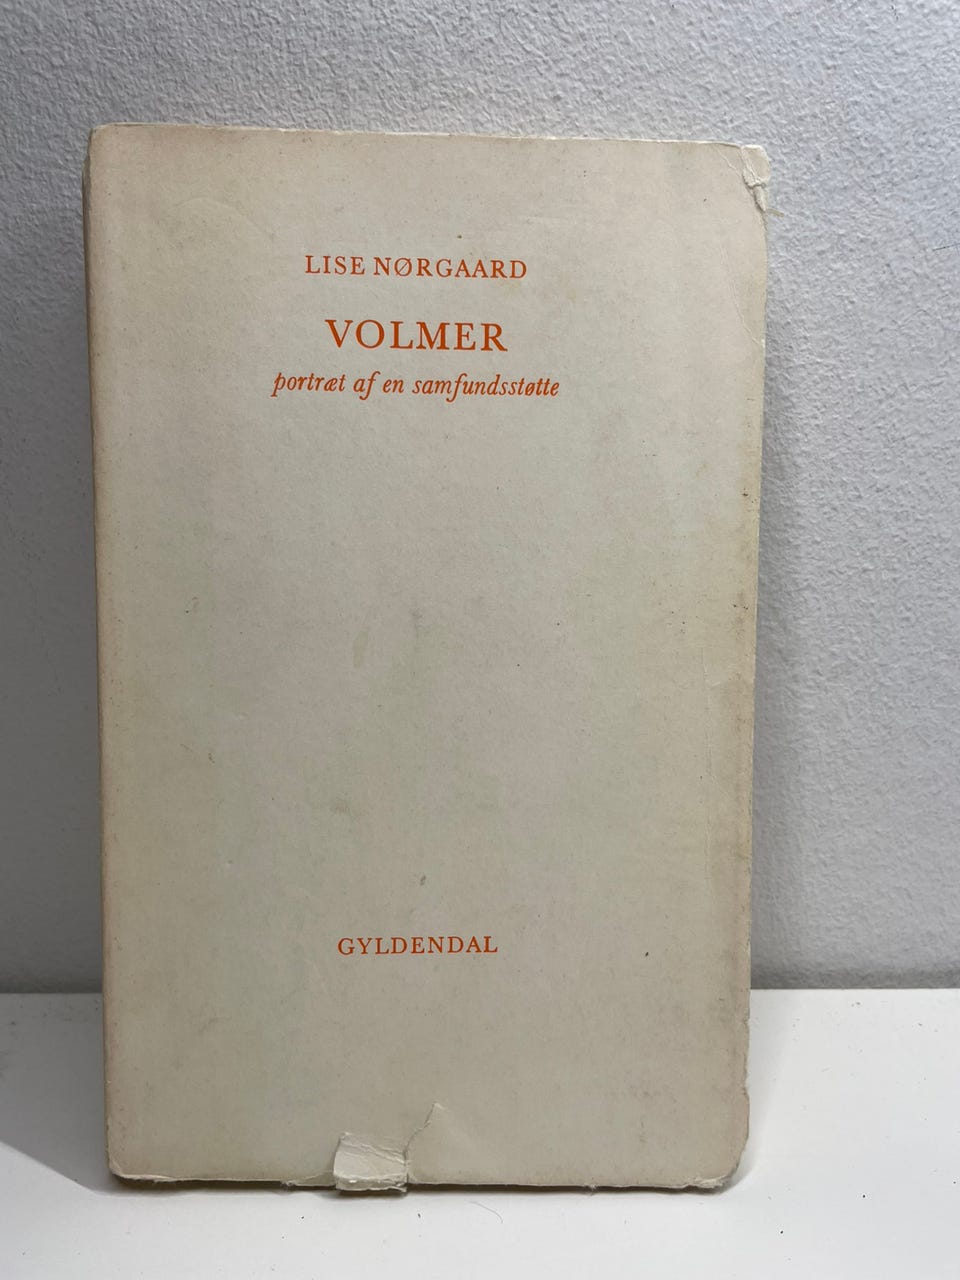 LISE NØRGAARD
VOLMER
portræt af en samfundsstøtte
GYLDENDAL